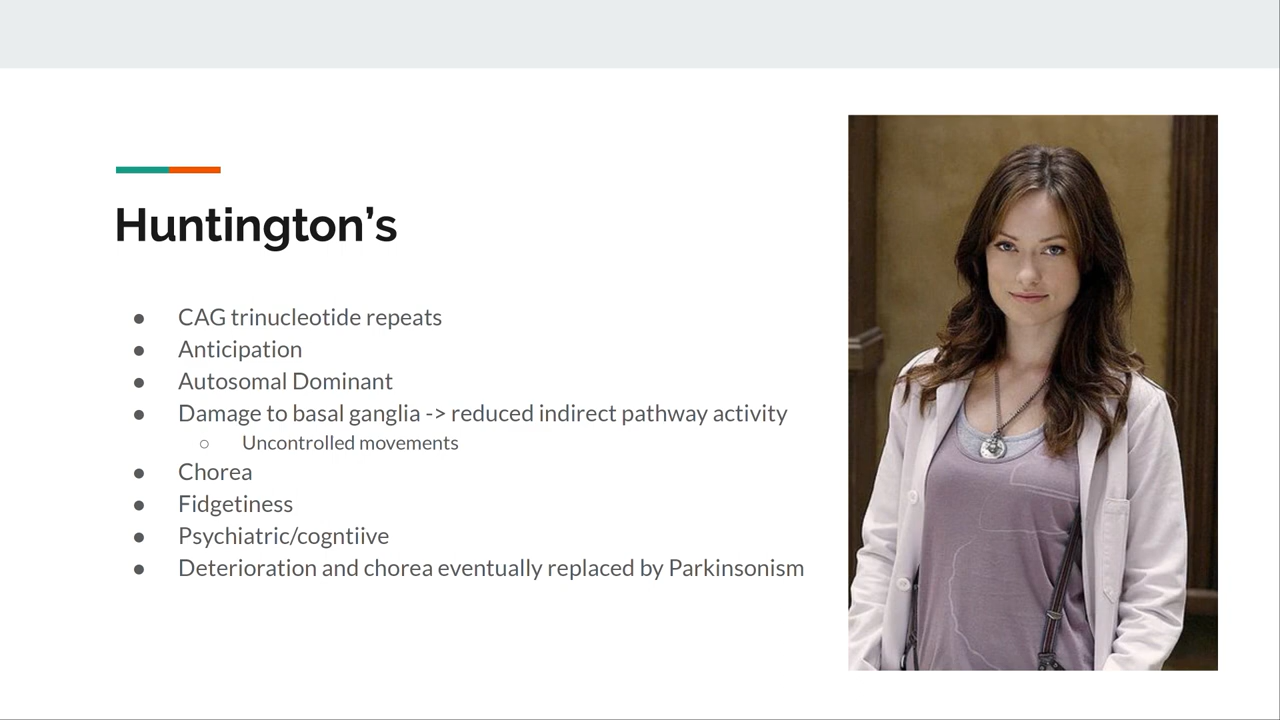 Huntington’s
● CAG trinucleotide repeats
● Anticipation
● Autosomal Dominant
● Damage to basal ganglia -> reduced indirect pathway activity
○ Uncontrolled movements
● Chorea
● Fidgetiness
● Psychiatric/cogntiive
● Deterioration and chorea eventually replaced by Parkinsonism